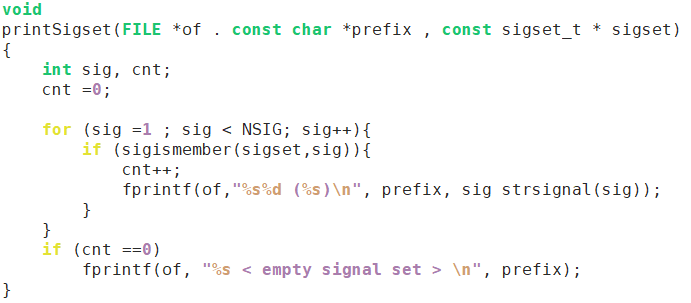 void
printSigset(FILE *of . const char *prefix , const sigset_t * sigset)
{
    int sig, cnt;
    cnt =0;

    for (sig =1 ; sig < NSIG; sig++){
        if (sigismember(sigset,sig)){
            cnt++;
            fprintf(of,"%s%d (%s)\n", prefix, sig strsignal(sig));
        }
    }
    if (cnt ==0)
        fprintf(of, "%s < empty signal set > \n", prefix);
}